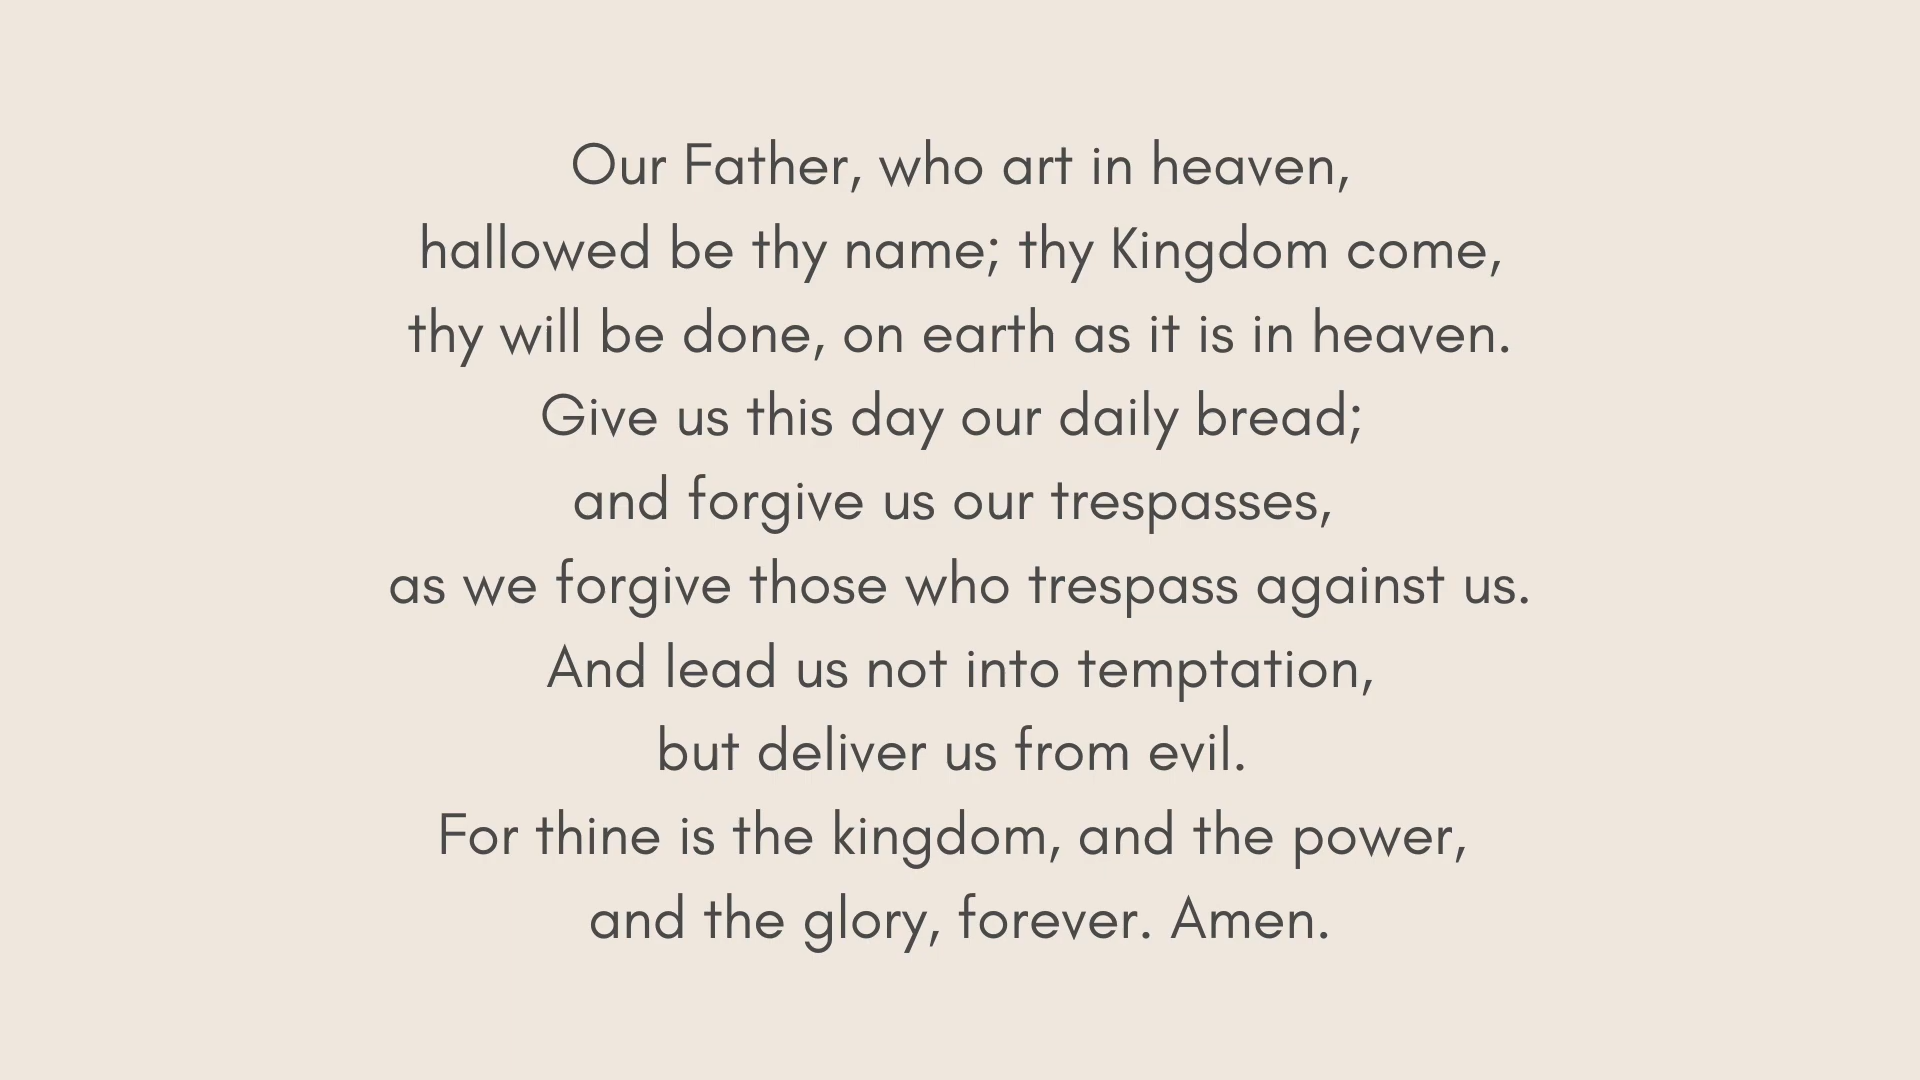 Our Father, who art in heaven,
hallowed be thy name; thy Kingdom come,
thy will be done, on earth as it is in heaven.
Give us this day our daily bread;
and forgive us our trespasses,
as we forgive those who trespass against us.
And lead us not into temptation,
but deliver us from evil.
For thine is the kingdom, and the power,
and the glory, forever. Amen.